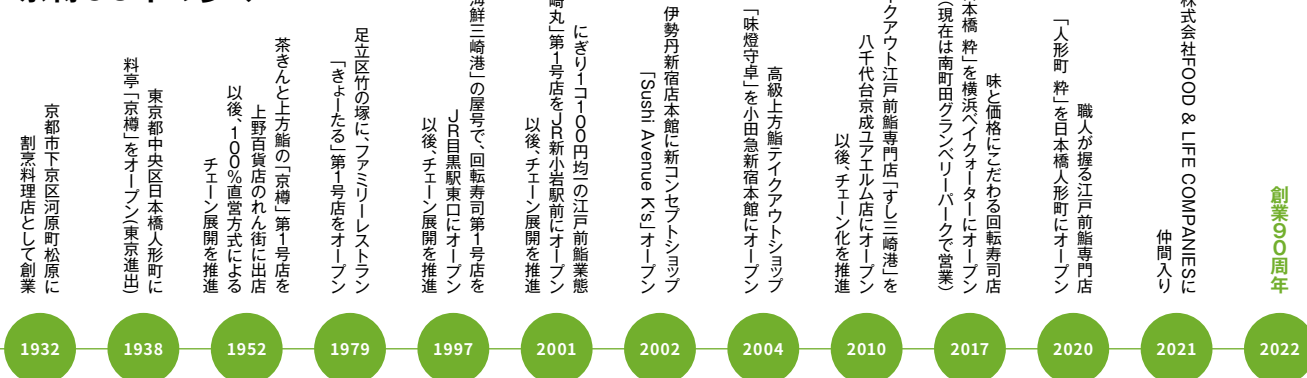 京都市下京区河原町松原に
割烹料理店として創業
1932
東京都中央区日本橋人形町に
料亭「京樽」をオープン(東京進出)
1938
茶きんと上方鮨の「京樽」第1号店を
上野百貨店のれん街に出店
以後、100%直営方式による
チェーン展開を推進
1952
足立区竹の塚に、ファミリーレストラン
「きょーたる」第1号店をオープン
1979
海鮮三崎港」の屋号で、回転寿司第1号店を
JR目黒駅東口にオープン
以後、チェーン展開を推進
1997
にぎり1コ100円均一の江戸前鮨業態
崎丸」第1号店をJR新小岩駅前にオープン
以後、チェーン展開を推進
2001
伊勢丹新宿店本館に新コンセプトショップ
「Sushi Avenue K's」オープン
2002
高級上方鮨テイクアウトショップ
「味燈守卓」を小田急新宿本館にオープン
2004
クアウト江戸前鮨専門店「すし三崎港」を
八千代台京成ユアエルム店にオープン
以後、チェーン化を推進
2010
味と価格にこだわる回転寿司店
本橋 粋」を横浜ベイクォーターにオープン
(現在は南町田グランベリーパークで営業)
2017
職人が握る江戸前鮨専門店
「人形町 粋」を日本橋人形町にオープン
2020
株式会社FOOD & LIFE COMPANIESに
仲間入り
2021
創業90周年
2022